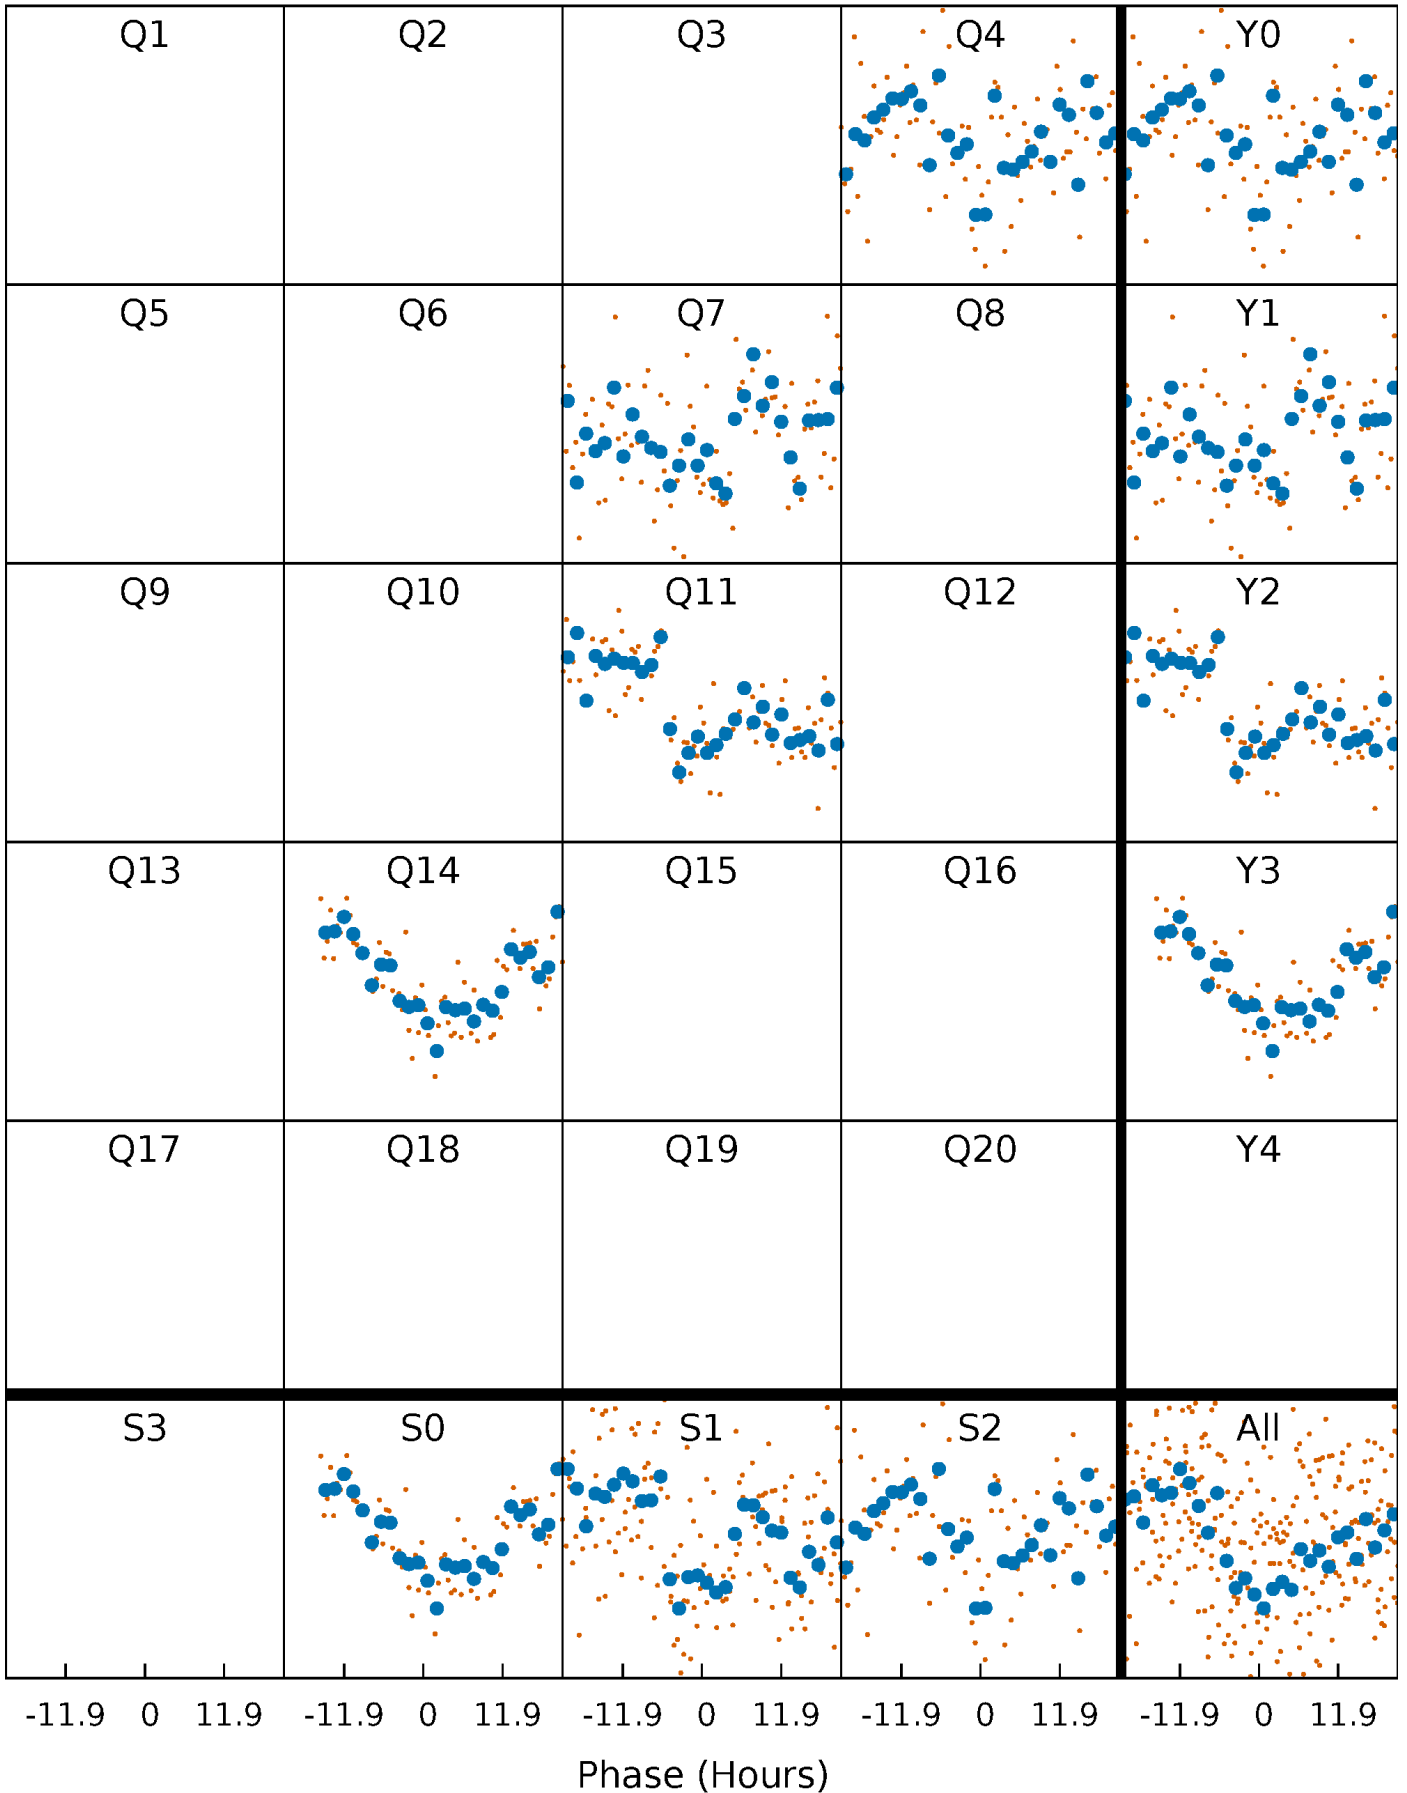 Q1 Q2 Q3 Q4 Y0
Q5 Q6 Q7 Q8 Y1
Q9 Q10 Q11 Q12 Y2
Q13 Q14 Q15 Q16 Y3
Q17 Q18 Q19 Q20 Y4
S3 S0 S1 S2 All
-11.9 0 11.9 -11.9 0 11.9 -11.9 0 11.9 -11.9 0 11.9 -11.9 0 11.9
Phase (Hours)